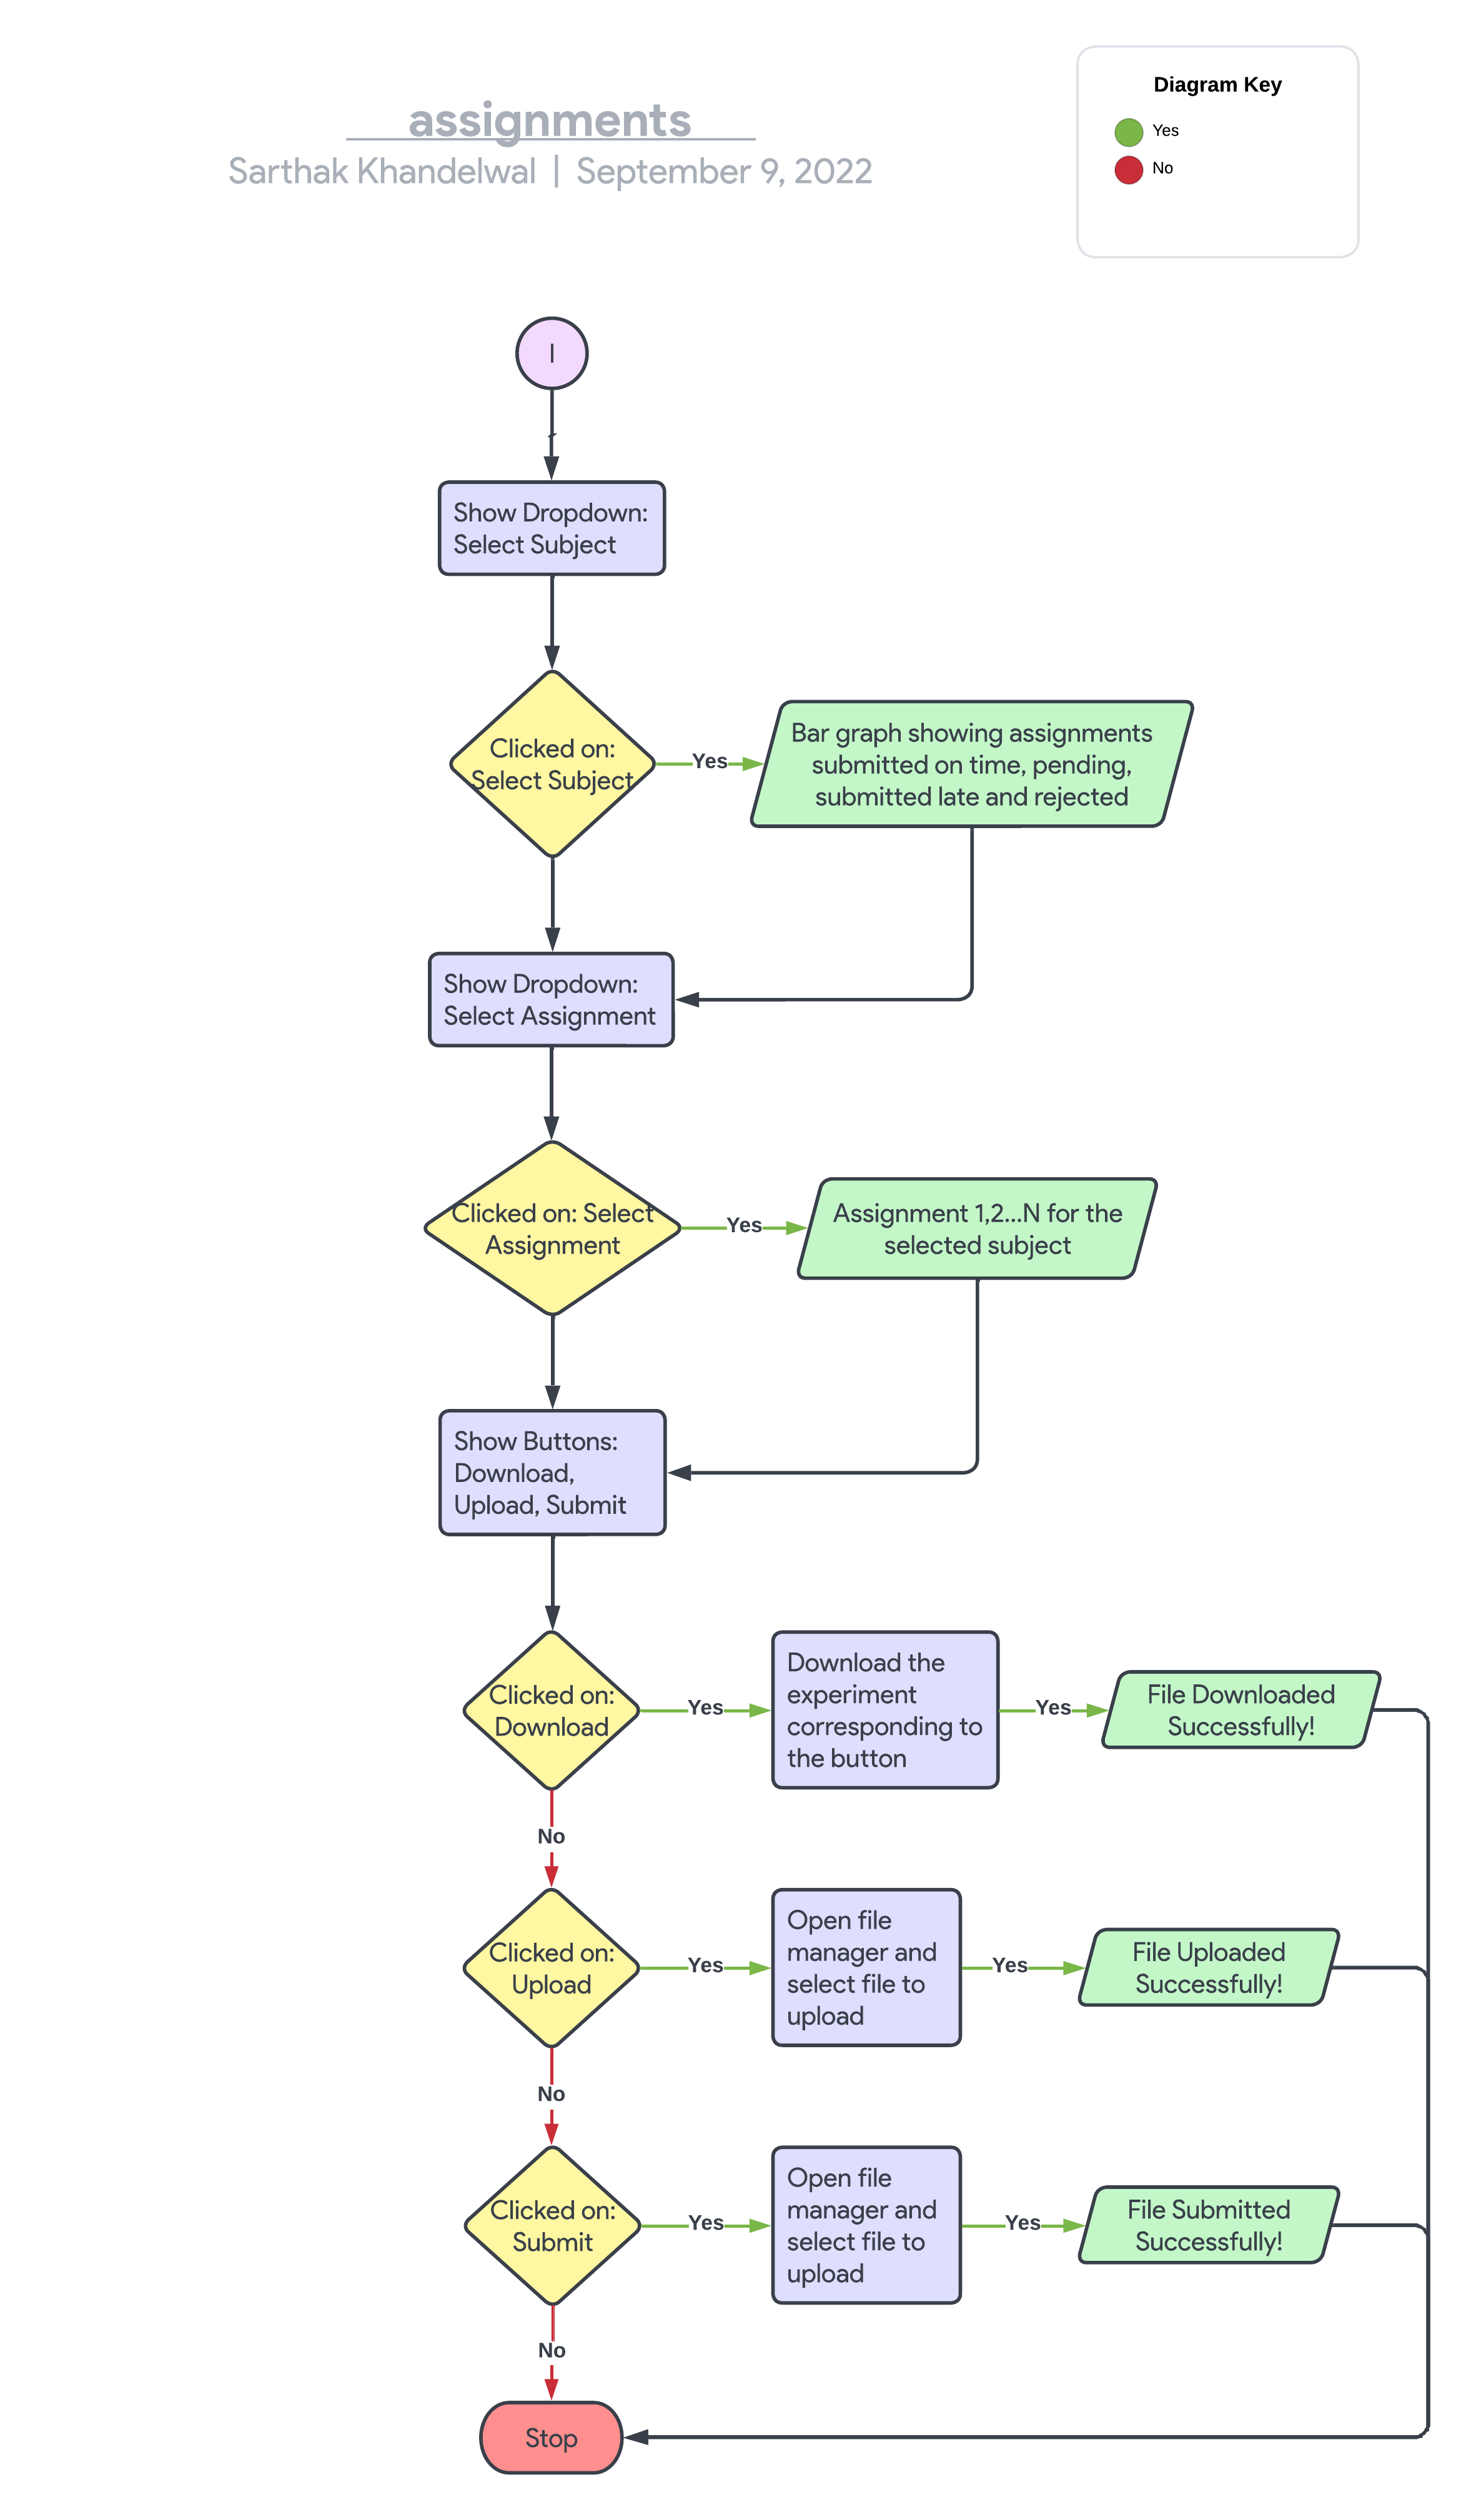 assignments
Sarthak Khandelwal | September 9, 2022
Diagram Key
Yes
No
I
Show Dropdown:
Select Subject
Clicked on:
Select Subject
Yes
Bar graph showing assignments
submitted on time, pending,
submitted late and rejected
Show Dropdown:
Select Assignment
Clicked on: Select
Assignment
Yes
Assignment 1,2...N for the
selected subject
Show Buttons:
Download,
Upload, Submit
Clicked on:
Download
Yes
Download the
experiment
corresponding to
the button
Yes
File Downloaded
Successfully!
No
Clicked on:
Upload
Yes
Open file
manager and
select file to
upload
Yes
File Uploaded
Successfully!
No
Clicked on:
Submit
Yes
Open file
manager and
select file to
upload
Yes
File Submitted
Successfully!
No
Stop